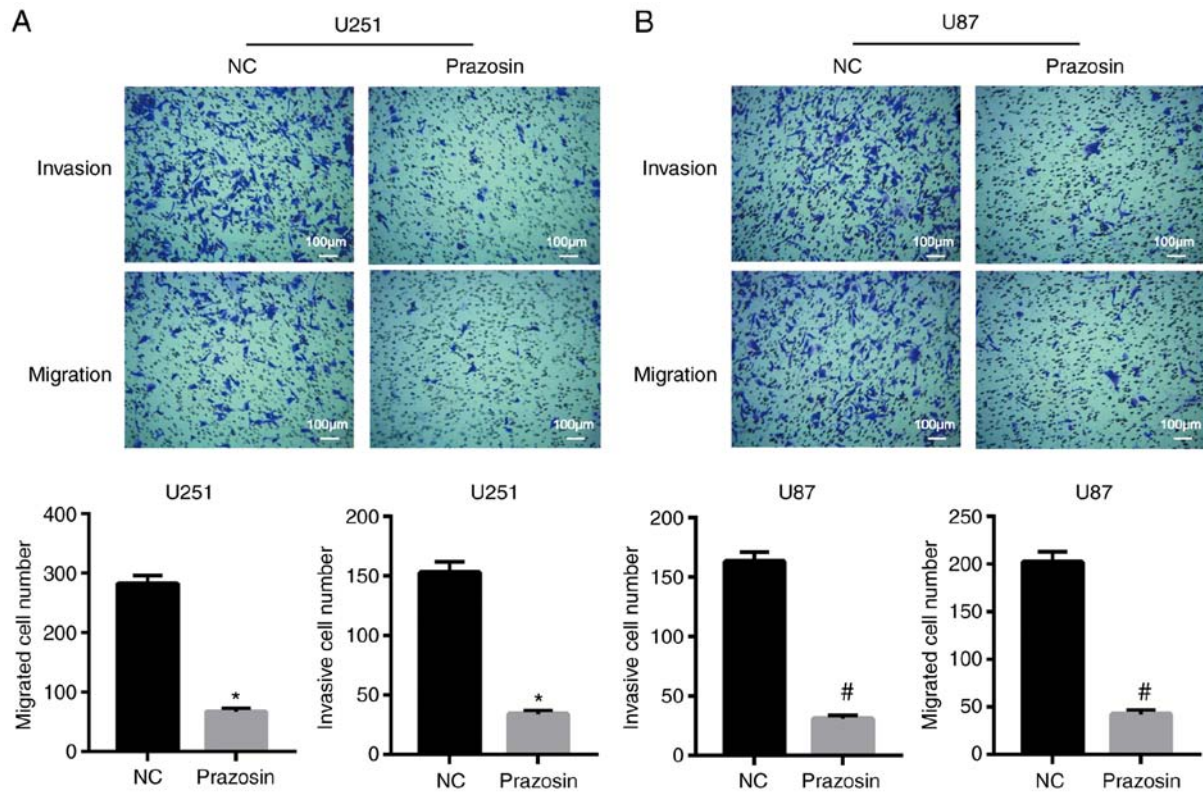 A
U251
NC
Prazosin
Invasion
100µm
100µm
Migration
100µm
100µm
B
U87
NC
Prazosin
Invasion
100µm
100µm
Migration
100µm
100µm
U251
Migrated cell number
400
300
200
100
0
*
NC
Prazosin
U251
Invasive cell number
200
150
100
50
0
*
NC
Prazosin
U87
Invasive cell number
200
150
100
50
0
#
NC
Prazosin
U87
Migrated cell number
250
200
150
100
50
0
#
NC
Prazosin